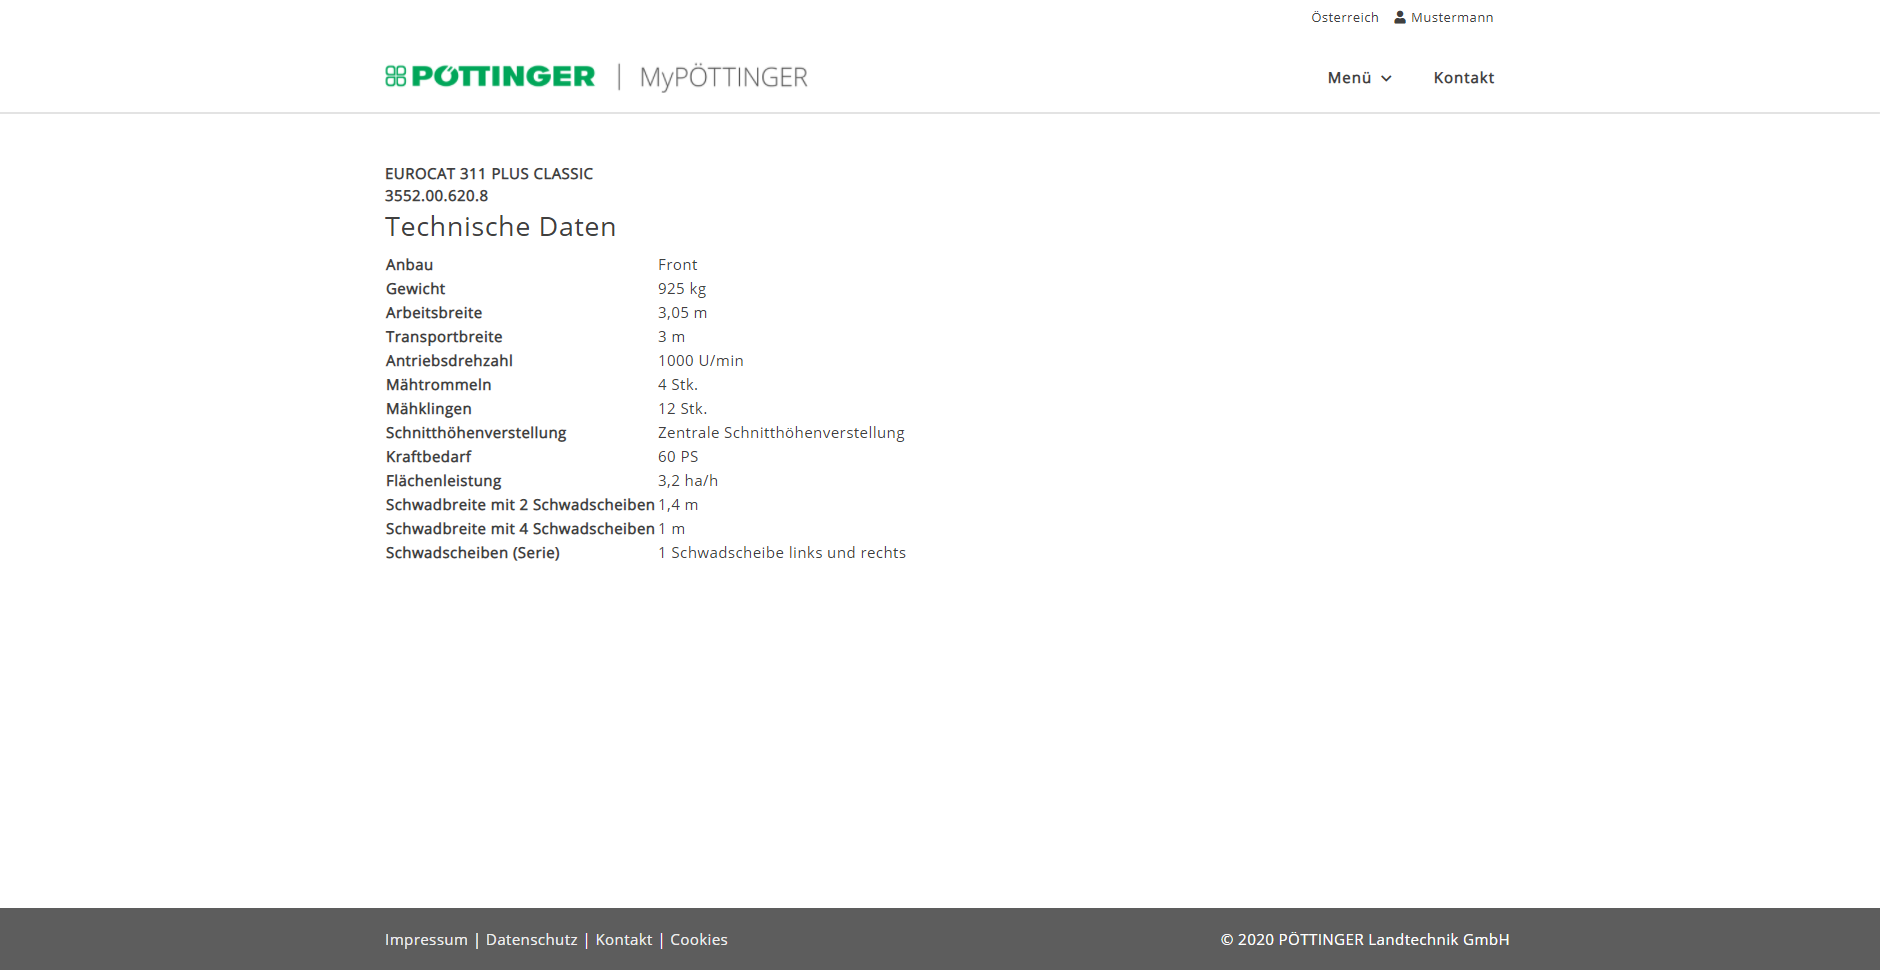 Österreich Mustermann
PÖTTINGER | MyPÖTTINGER
Menü Kontakt
EUROCAT 311 PLUS CLASSIC
3552.00.620.8
Technische Daten
Anbau Front
Gewicht 925 kg
Arbeitsbreite 3,05 m
Transportbreite 3 m
Antriebsdrehzahl 1000 U/min
Mähtrommeln 4 Stk.
Mähklingen 12 Stk.
Schnitthöhenverstellung Zentrale Schnitthöhenverstellung
Kraftbedarf 60 PS
Flächenleistung 3,2 ha/h
Schwadbreite mit 2 Schwadscheiben 1,4 m
Schwadbreite mit 4 Schwadscheiben 1 m
Schwadscheiben (Serie) 1 Schwadscheibe links und rechts
Impressum | Datenschutz | Kontakt | Cookies
© 2020 PÖTTINGER Landtechnik GmbH